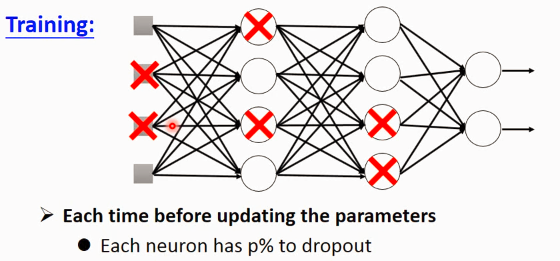 Training:
Each time before updating the parameters
Each neuron has p% to dropout